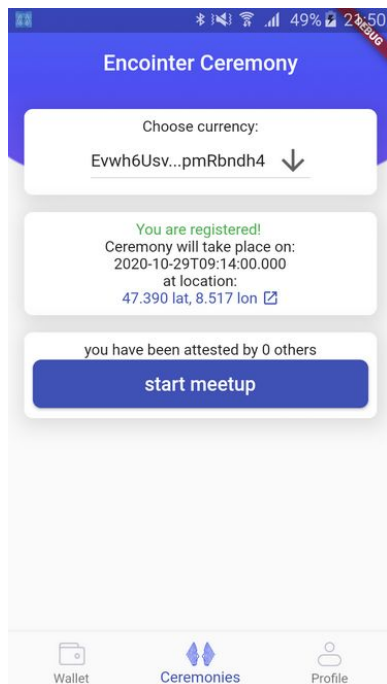 49% 21:50
DEBUG
Encointer Ceremony
Choose currency:
Evwh6Usv...pmRbndh4
You are registered!
Ceremony will take place on:
2020-10-29T09:14:00.000
at location:
47.390 lat, 8.517 lon
you have been attested by 0 others
start meetup
Wallet Ceremonies Profile